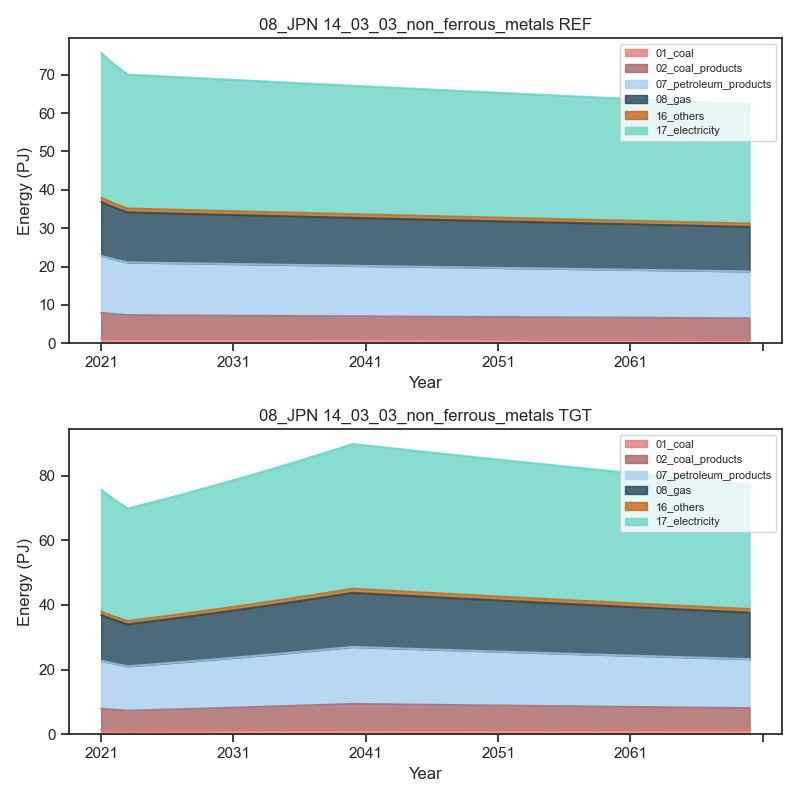 08_JPN 14_03_03_non_ferrous_metals REF
Energy (PJ)
70
60
50
40
30
20
10
0
01_coal
02_coal_products
07_petroleum_products
08_gas
16_others
17_electricity
2021 2031 2041 2051 2061
Year
08_JPN 14_03_03_non_ferrous_metals TGT
Energy (PJ)
80
60
40
20
0
01_coal
02_coal_products
07_petroleum_products
08_gas
16_others
17_electricity
2021 2031 2041 2051 2061
Year